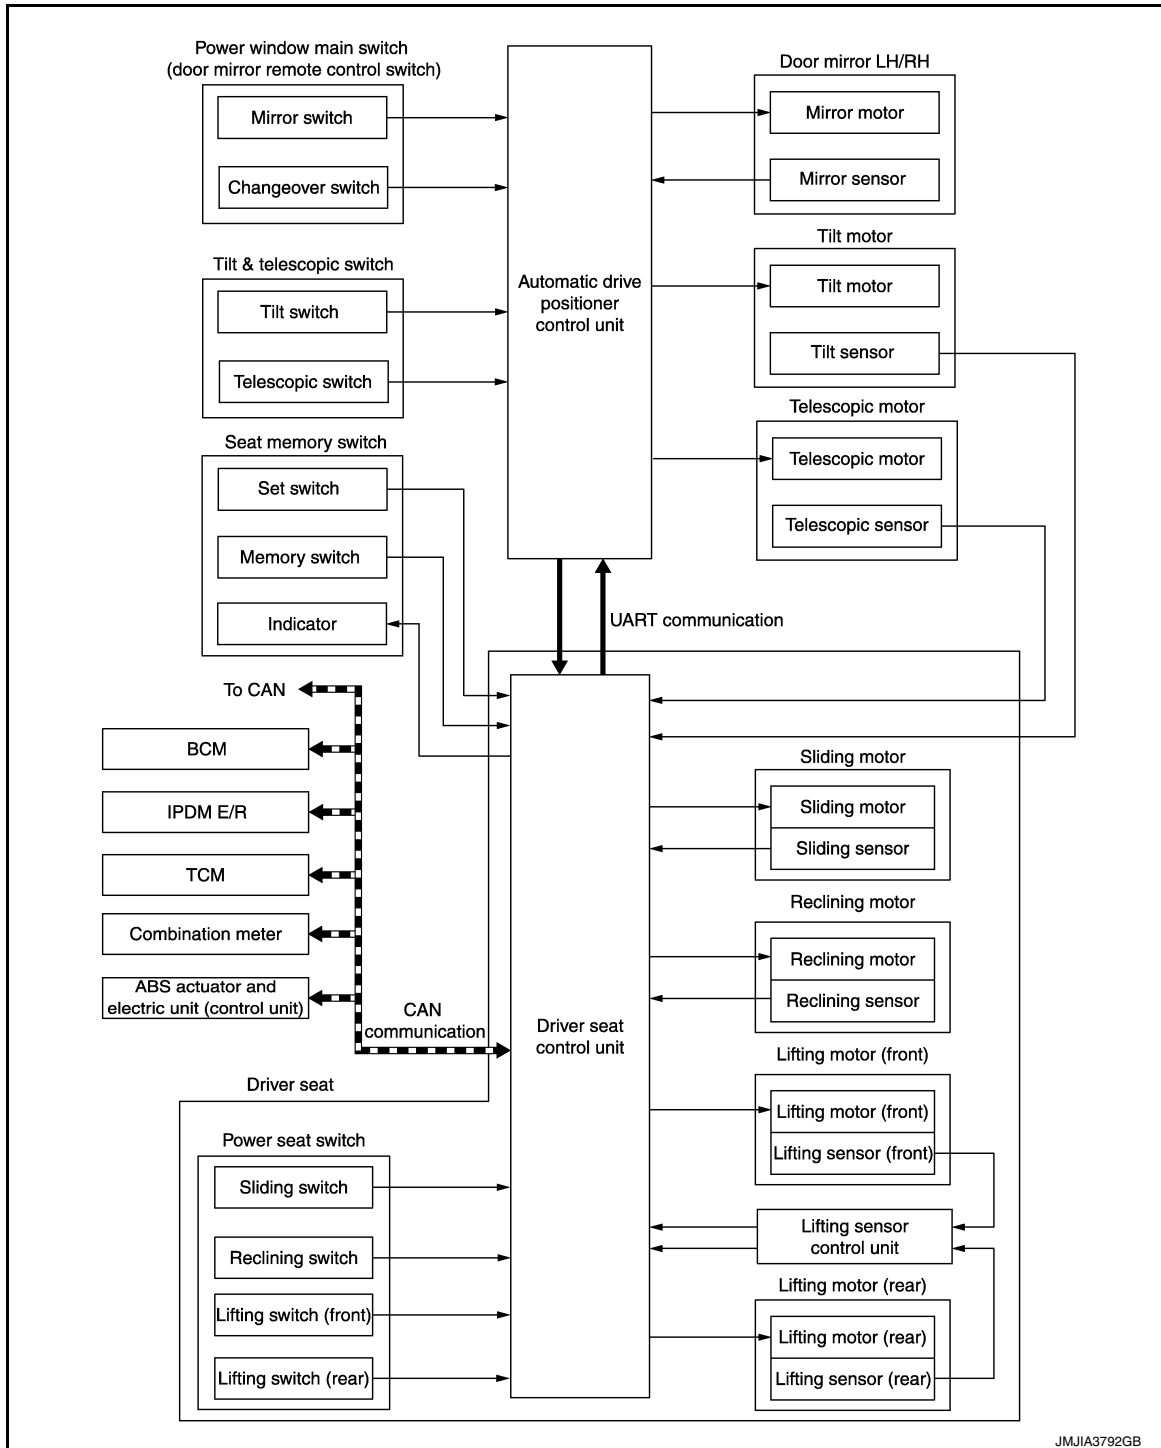 Power window main switch
(door mirror remote control switch)
Mirror switch
Changeover switch
Tilt & telescopic switch
Tilt switch
Telescopic switch
Seat memory switch
Set switch
Memory switch
Indicator
Automatic drive
positioner
control unit
Door mirror LH/RH
Mirror motor
Mirror sensor
Tilt motor
Tilt motor
Tilt sensor
Telescopic motor
Telescopic motor
Telescopic sensor
UART communication
To CAN
BCM
IPDM E/R
TCM
Combination meter
ABS actuator and
electric unit (control unit)
CAN
communication
Driver seat
control unit
Driver seat
Power seat switch
Sliding switch
Reclining switch
Lifting switch (front)
Lifting switch (rear)
Sliding motor
Sliding motor
Sliding sensor
Reclining motor
Reclining motor
Reclining sensor
Lifting motor (front)
Lifting motor (front)
Lifting sensor (front)
Lifting sensor
control unit
Lifting motor (rear)
Lifting motor (rear)
Lifting sensor (rear)
JMJIA3792GB